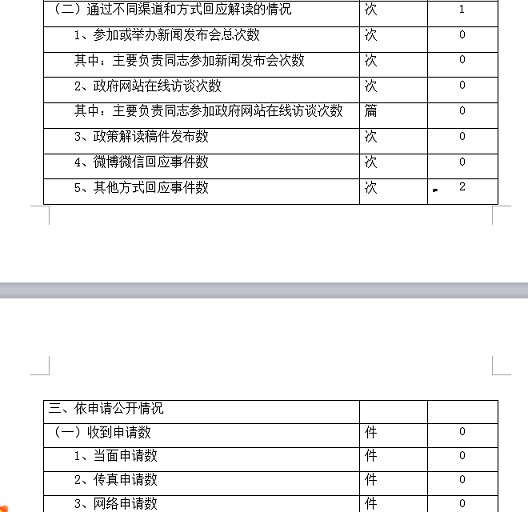 （二）通过不同渠道和方式回应解读的情况 次 1
1、参加或举办新闻发布会总次数 次 0
其中：主要负责同志参加新闻发布会次数 次 0
2、政府网站在线访谈次数 次 0
其中：主要负责同志参加政府网站在线访谈次数 篇 0
3、政策解读稿件发布数 次 0
4、微博微信回应事件数 次 0
5、其他方式回应事件数 次 2
三、依申请公开情况
（一）收到申请数 件 0
1、当面申请数 件 0
2、传真申请数 件 0
3、网络申请数 件 0